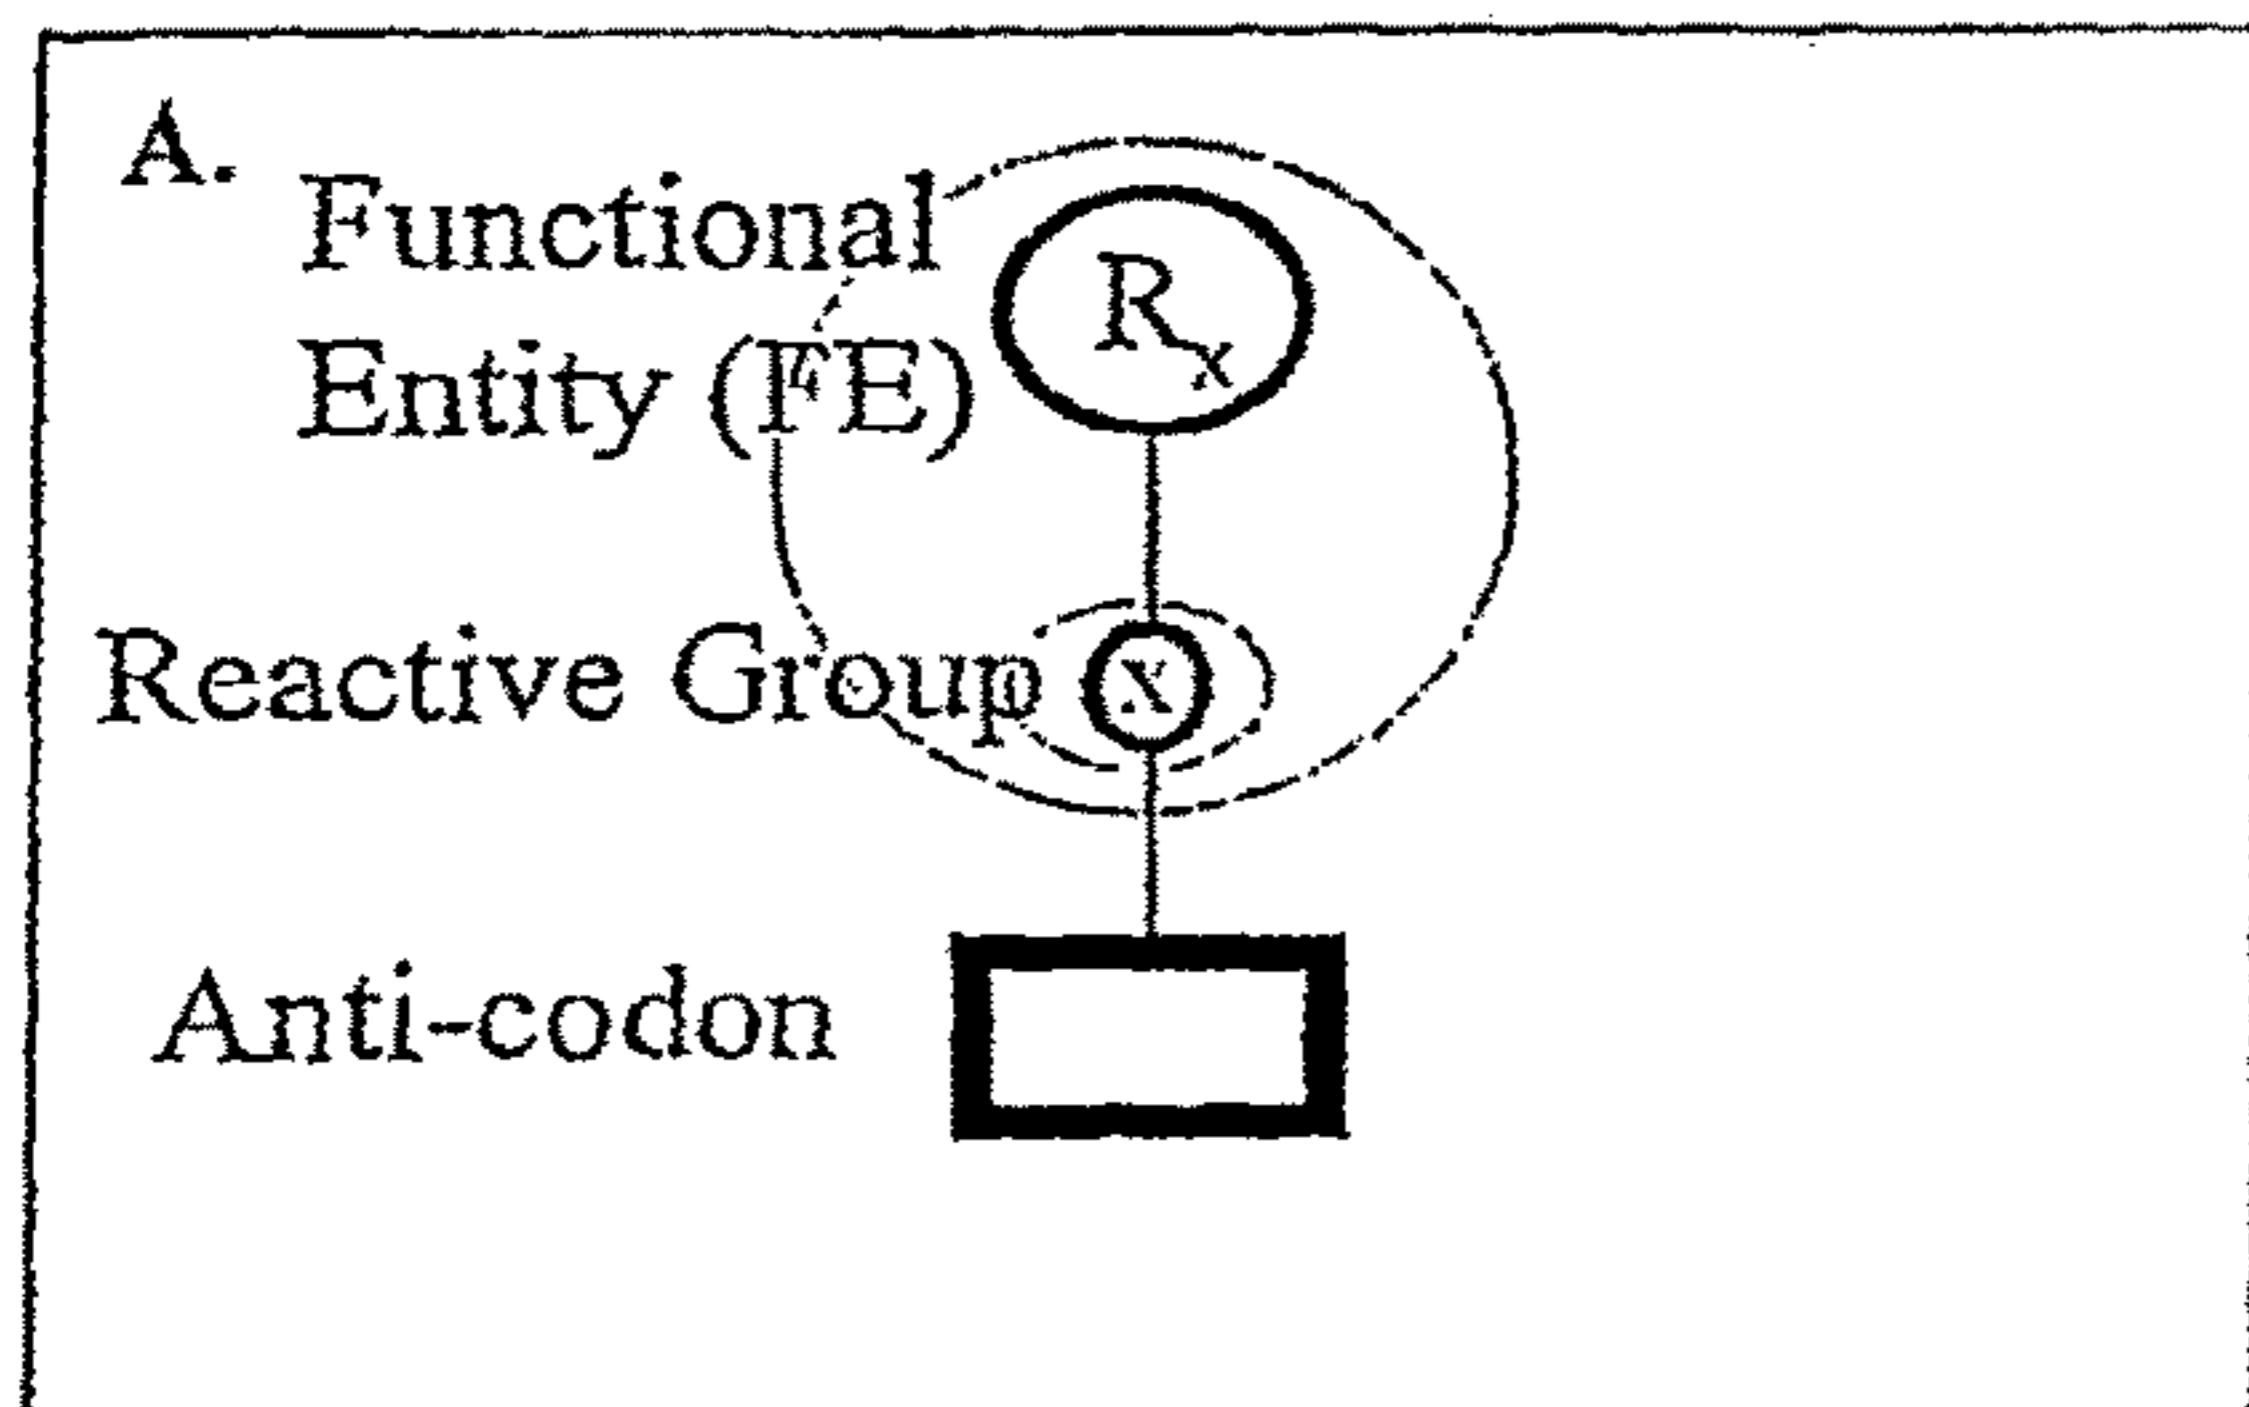 A.
Functional
Entity (FE)
Rx
Reactive Group
x
Anti-codon